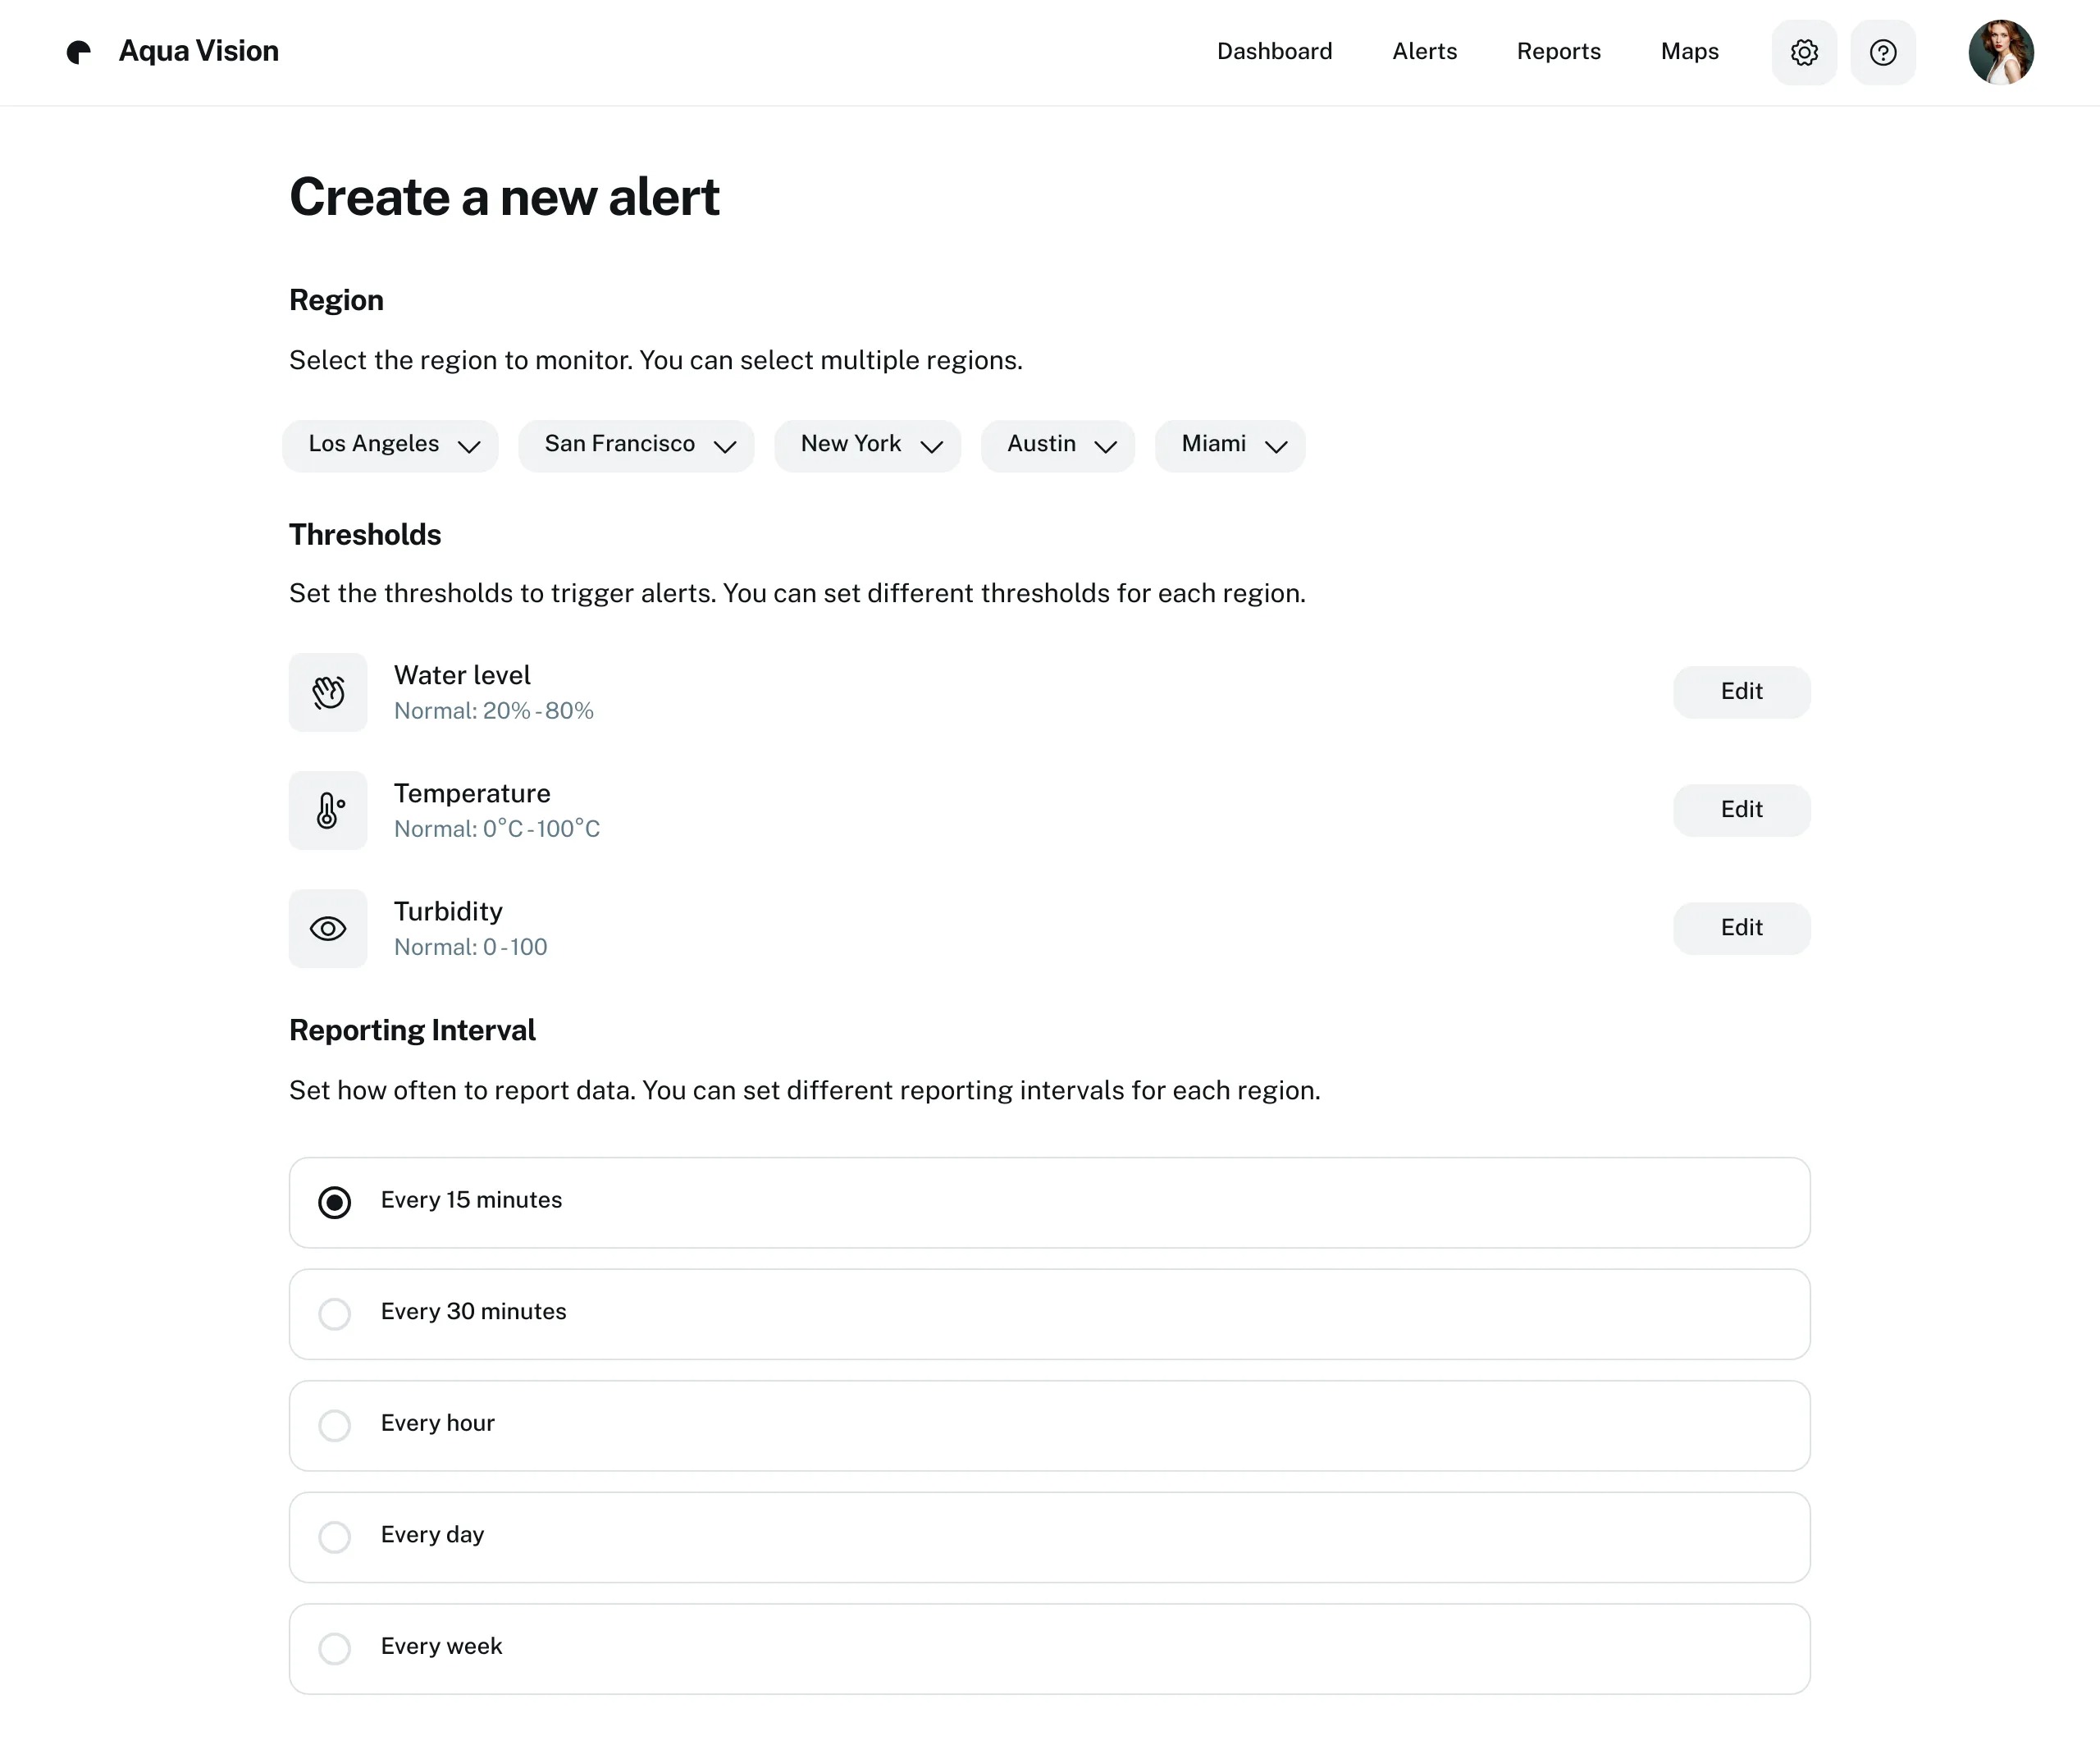 Aqua Vision
Dashboard
Alerts
Reports
Maps
Create a new alert
Region
Select the region to monitor. You can select multiple regions.
Los Angeles
San Francisco
New York
Austin
Miami
Thresholds
Set the thresholds to trigger alerts. You can set different thresholds for each region.
Water level
Normal: 20% - 80%
Edit
Temperature
Normal: 0°C - 100°C
Edit
Turbidity
Normal: 0 - 100
Edit
Reporting Interval
Set how often to report data. You can set different reporting intervals for each region.
Every 15 minutes
Every 30 minutes
Every hour
Every day
Every week